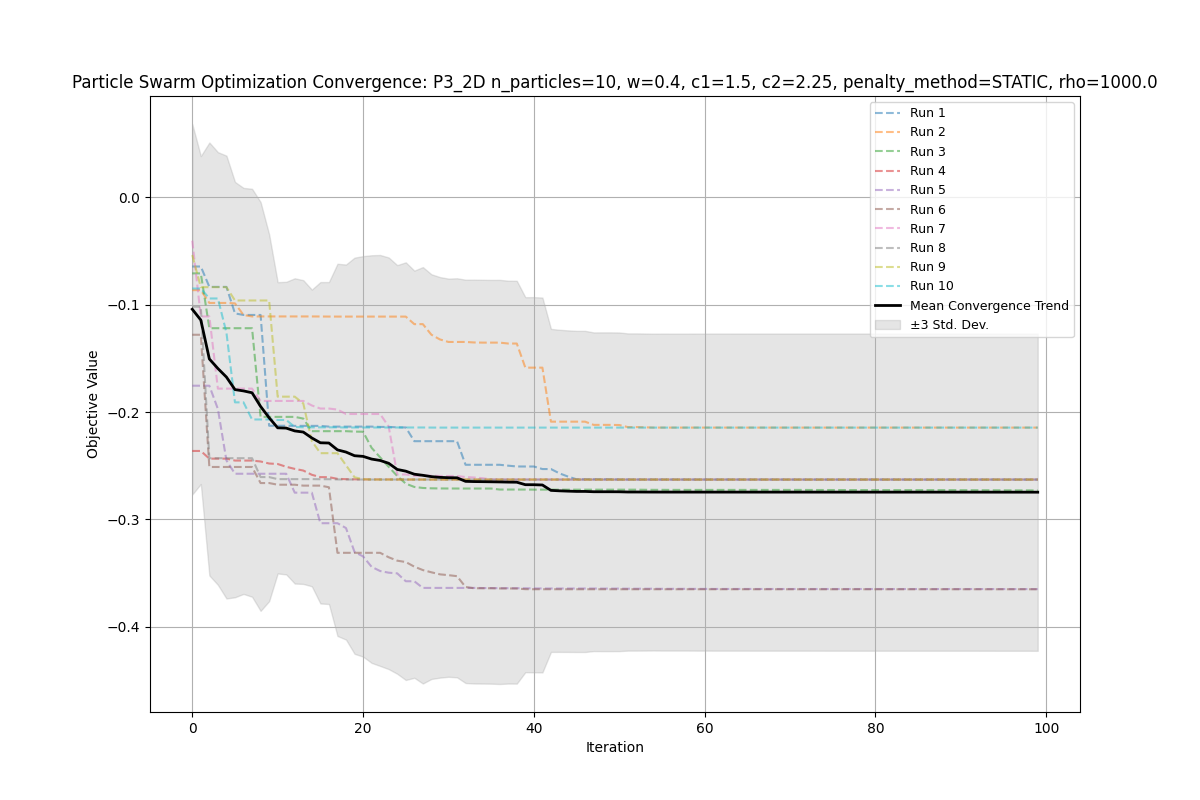 Particle Swarm Optimization Convergence: P3_2D n_particles=10, w=0.4, c1=1.5, c2=2.25, penalty_method=STATIC, rho=1000.0
Run 1
Run 2
Run 3
Run 4
Run 5
Run 6
Run 7
Run 8
Run 9
Run 10
Mean Convergence Trend
±3 Std. Dev.
0.0
−0.1
−0.2
−0.3
−0.4
Objective Value
0 20 40 60 80 100
Iteration